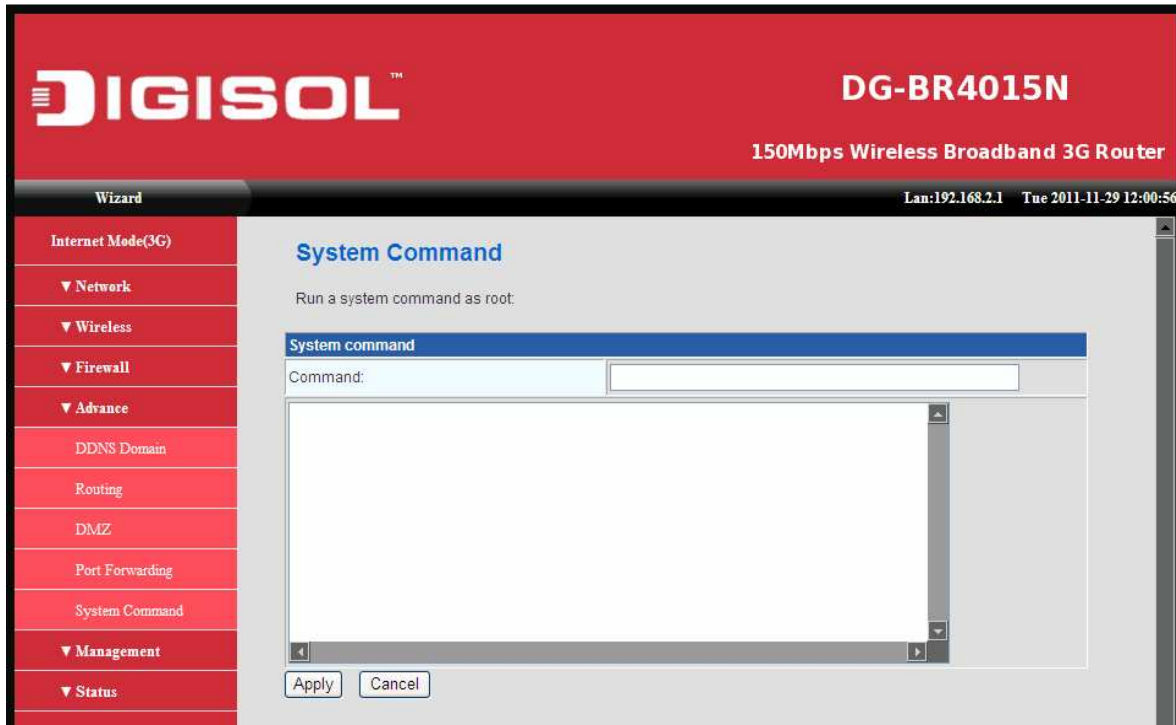 DIGISOL™
DG-BR4015N
150Mbps Wireless Broadband 3G Router
Wizard
Lan:192.168.2.1 Tue 2011-11-29 12:00:56
Internet Mode(3G)
▼ Network
▼ Wireless
▼ Firewall
▼ Advance
DDNS Domain
Routing
DMZ
Port Forwarding
System Command
▼ Management
▼ Status
System Command
Run a system command as root:
System command
Command:
Apply Cancel